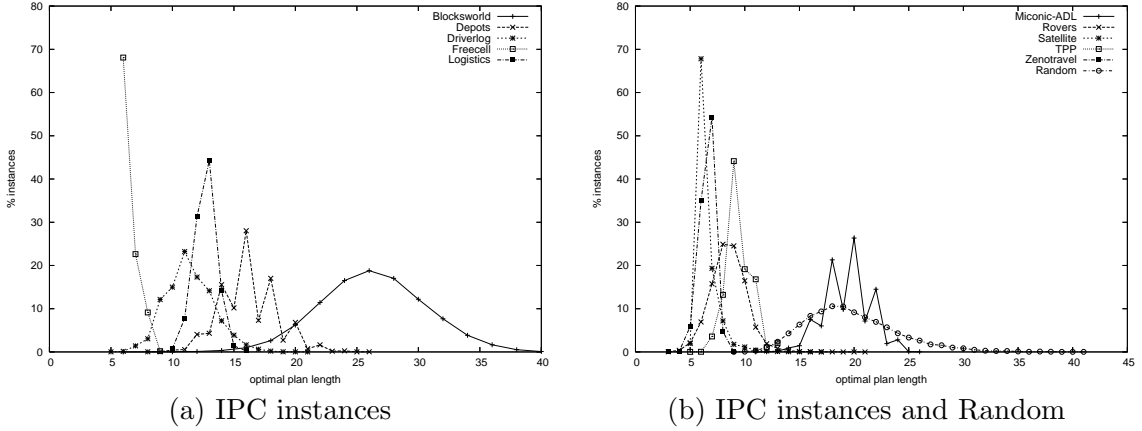 80
70
60
50
40
30
20
10
0
% instances
0 5 10 15 20 25 30 35 40
optimal plan length
Blocksworld
Depots
Driverlog
Freecell
Logistics
(a) IPC instances
80
70
60
50
40
30
20
10
0
% instances
0 5 10 15 20 25 30 35 40 45
optimal plan length
Miconic-ADL
Rovers
Satellite
TPP
Zenotravel
Random
(b) IPC instances and Random